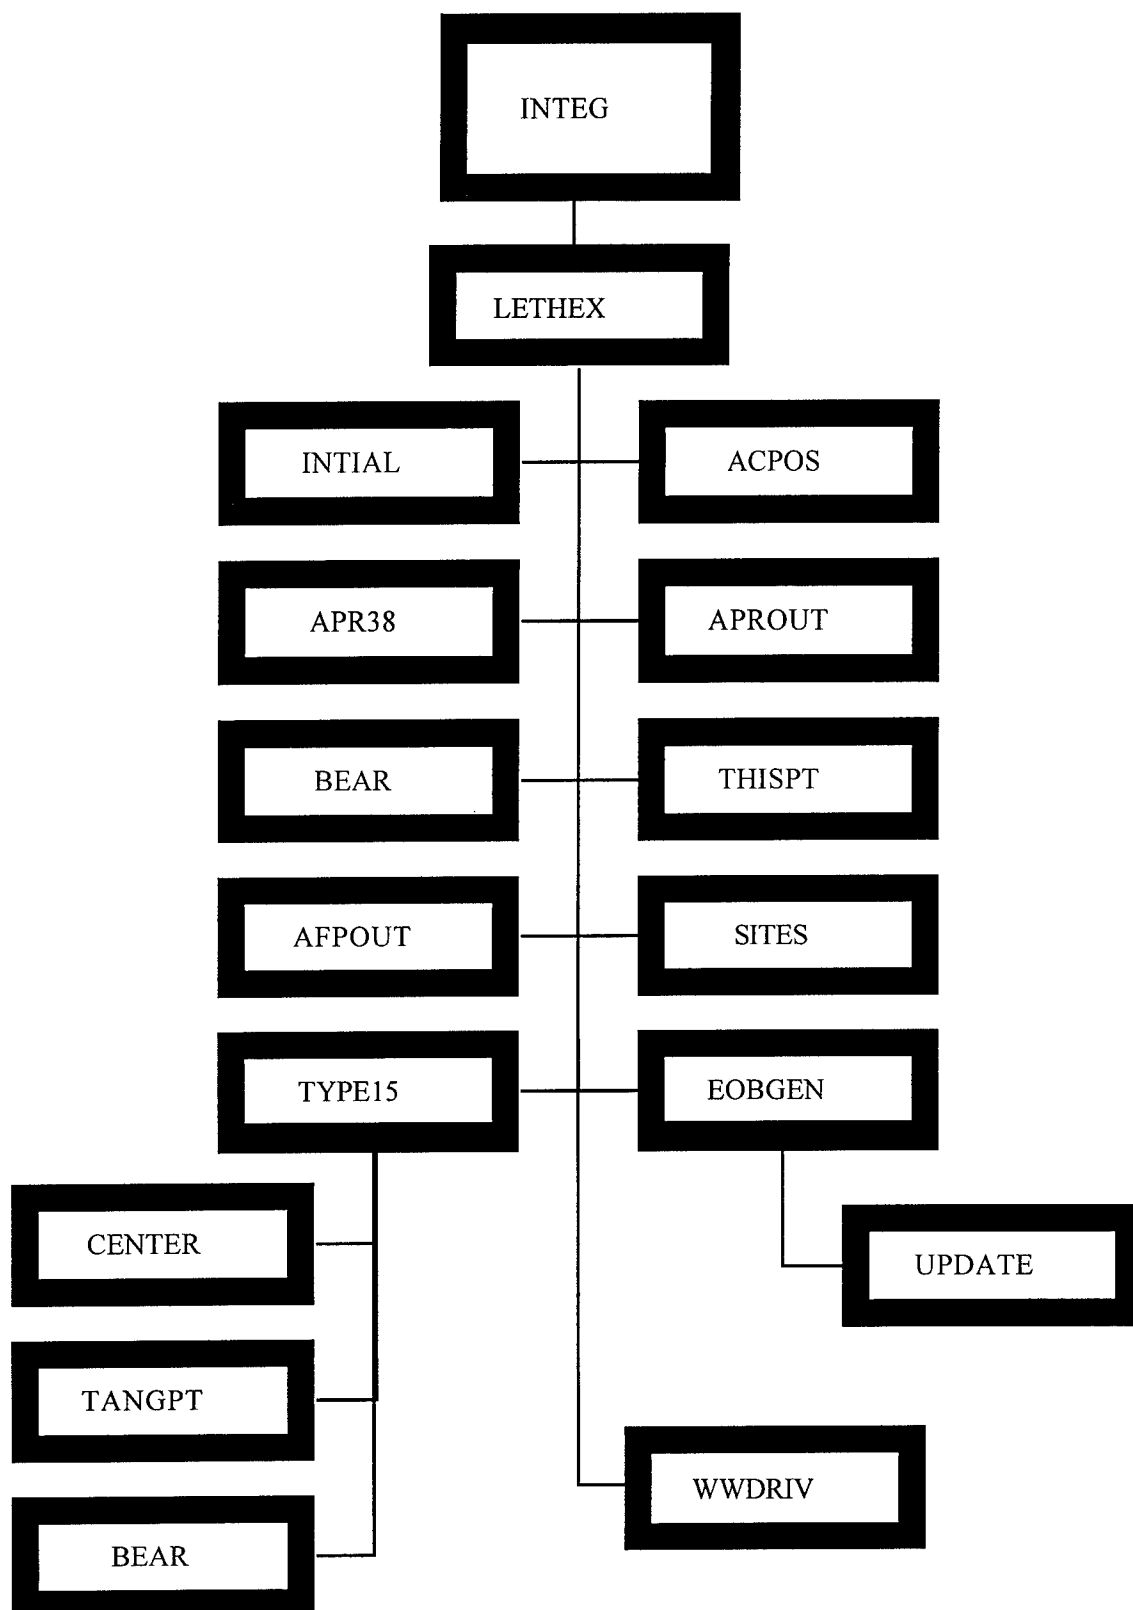 INTEG
LETHEX
INTIAL
ACPOS
APR38
APROUT
BEAR
THISPT
AFPOUT
SITES
TYPE15
EOBGEN
CENTER
UPDATE
TANGPT
WWDRIV
BEAR